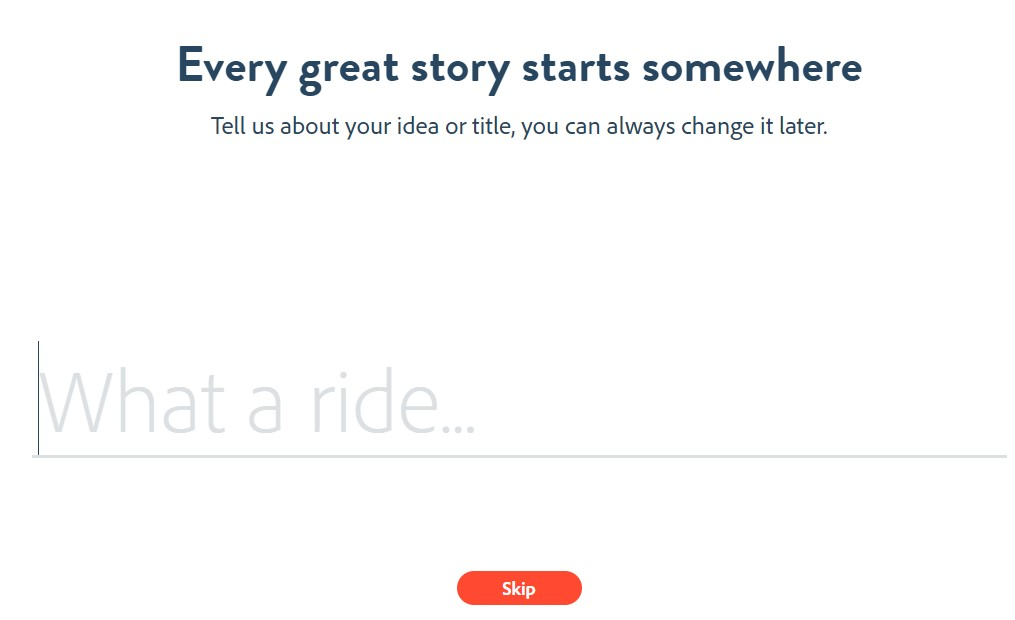 Every great story starts somewhere
Tell us about your idea or title, you can always change it later.
What a ride...
Skip